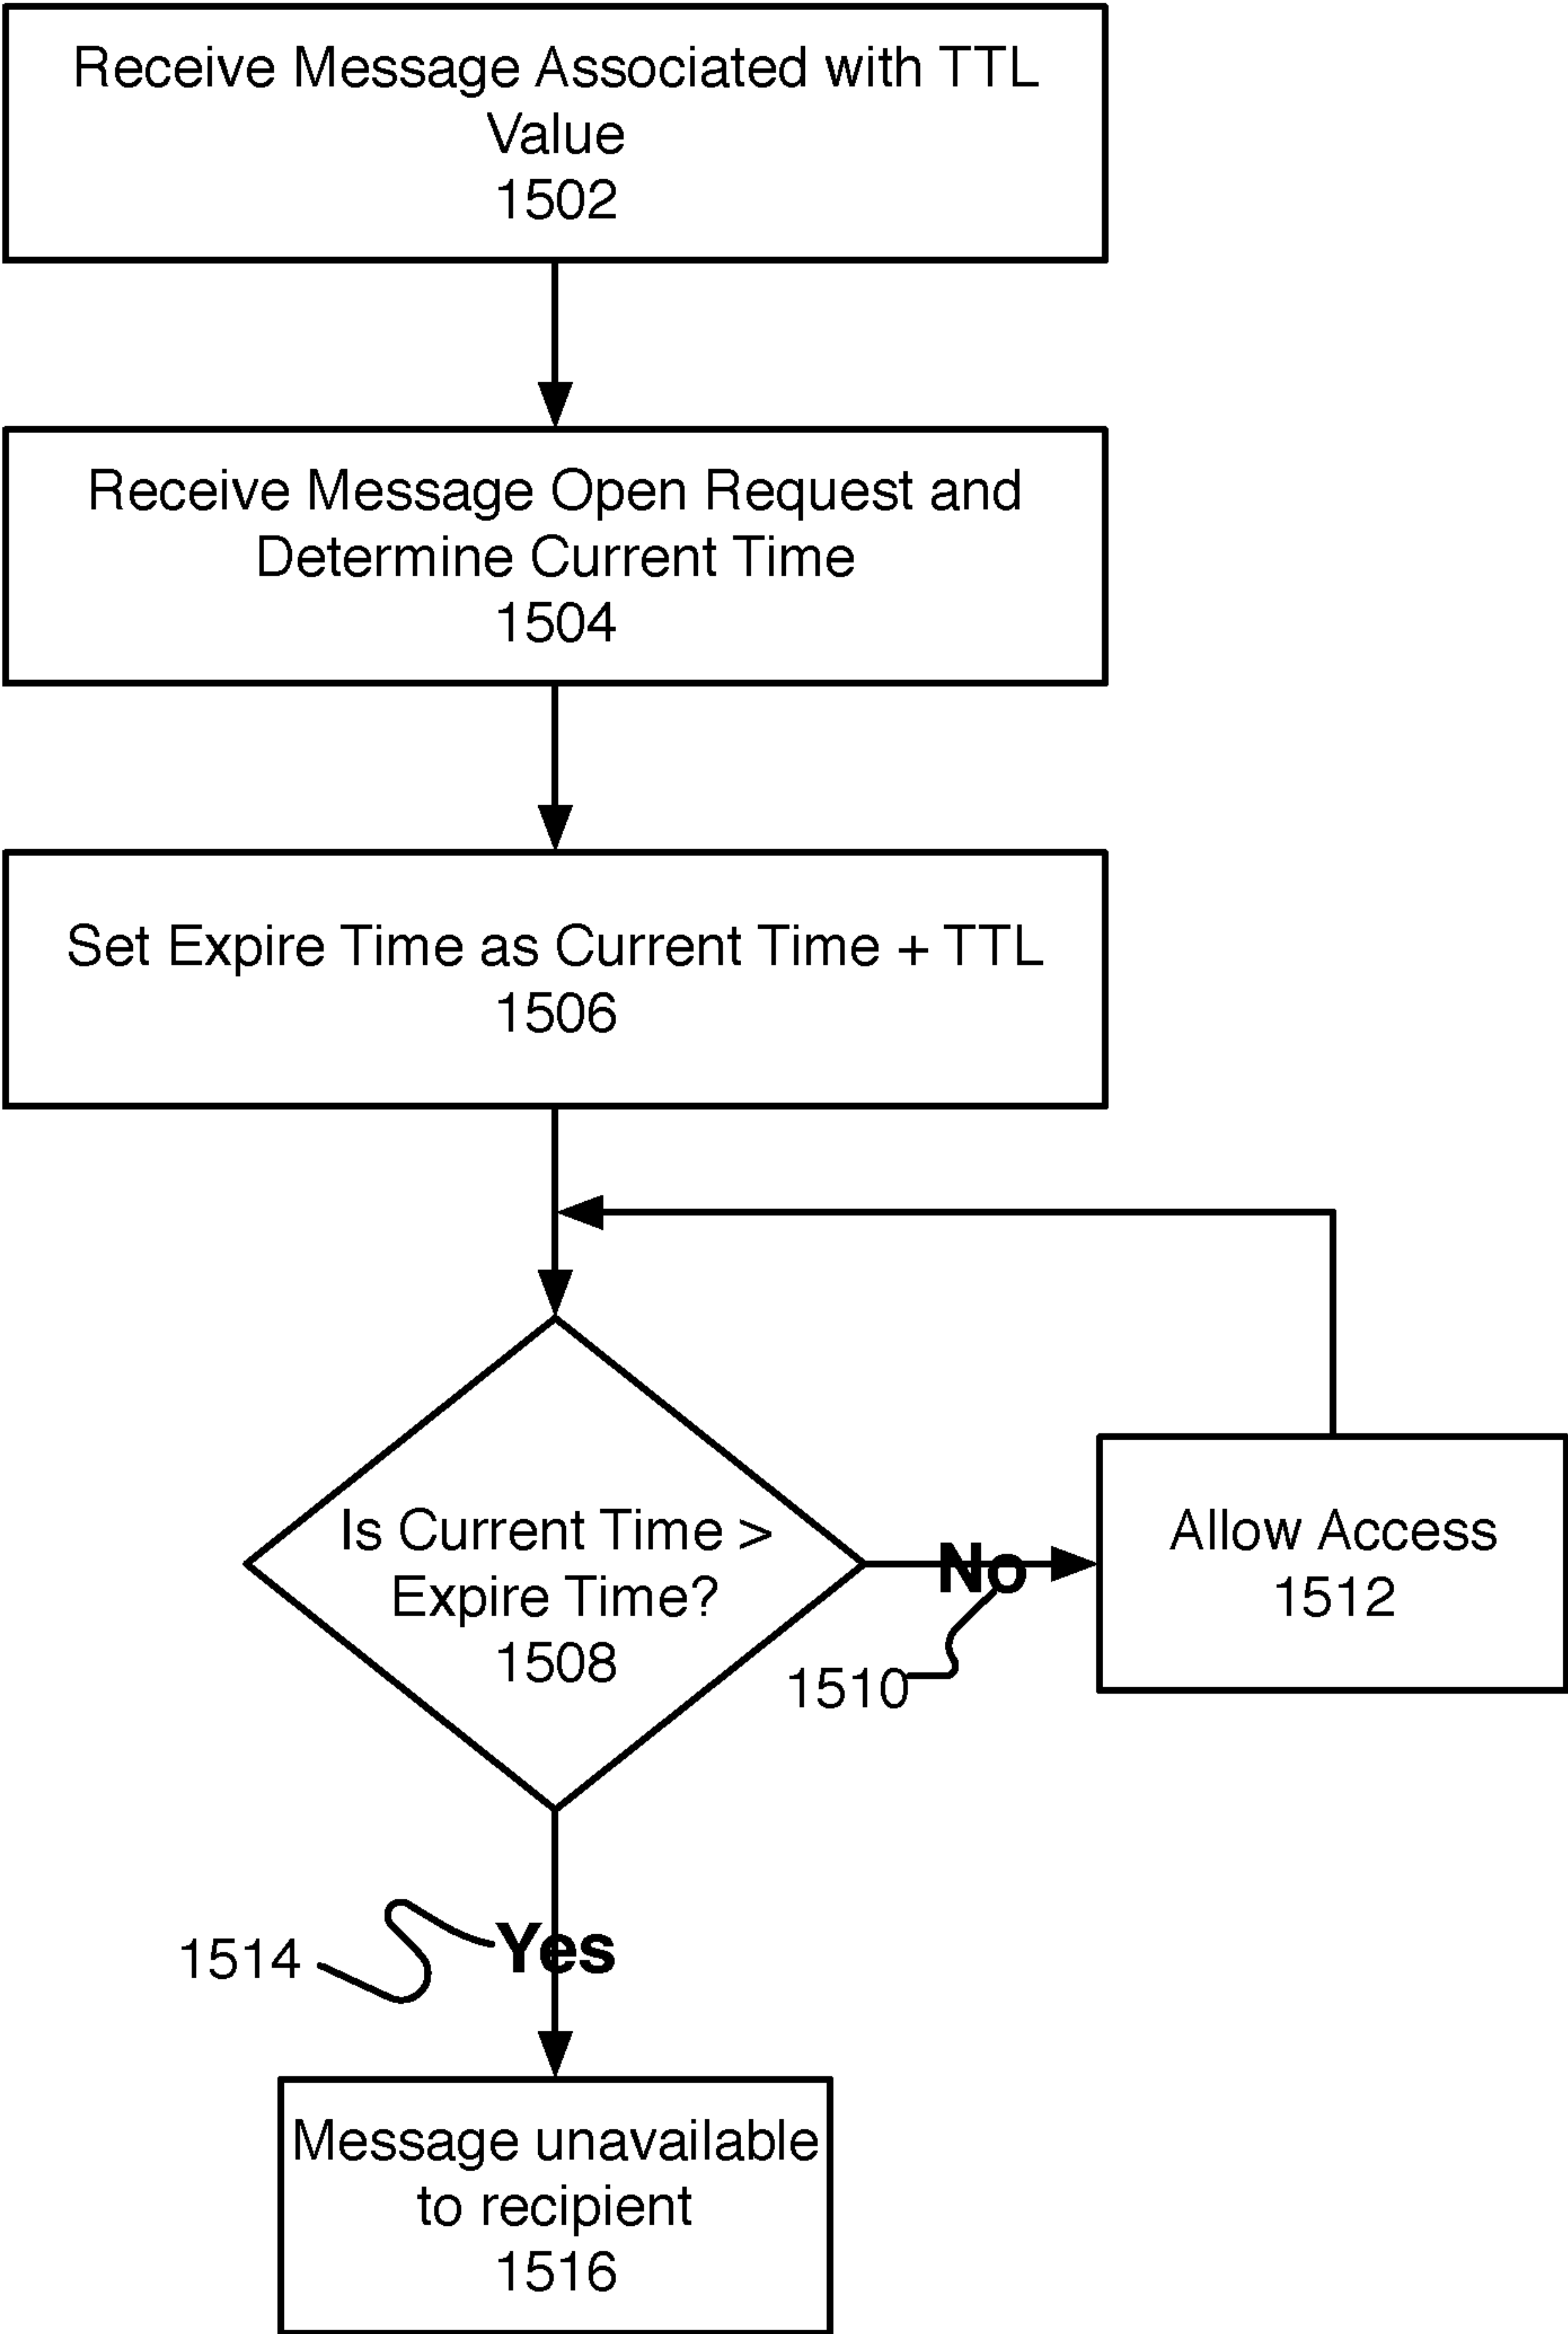 Receive Message Associated with TTL
Value
1502
Receive Message Open Request and
Determine Current Time
1504
Set Expire Time as Current Time + TTL
1506
Is Current Time >
Expire Time?
1508
No
1510
Allow Access
1512
Yes
1514
Message unavailable
to recipient
1516